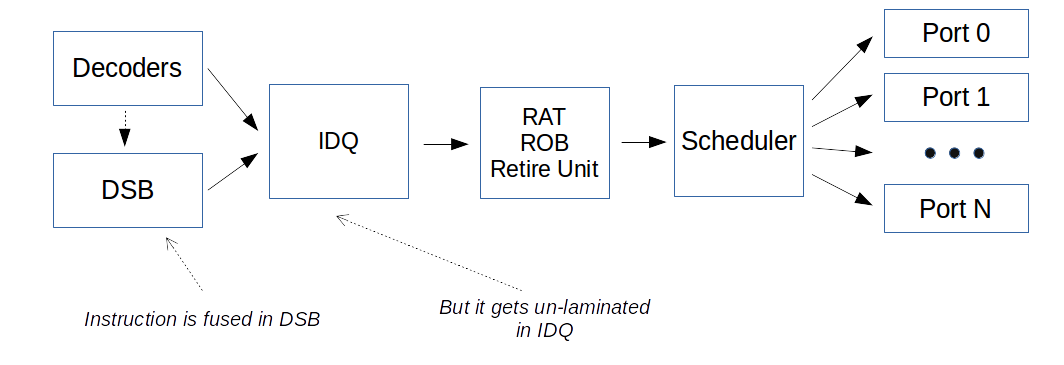 Decoders
DSB
IDQ
RAT
ROB
Retire Unit
Scheduler
Port 0
Port 1
Port N
Instruction is fused in DSB
But it gets un-laminated
in IDQ